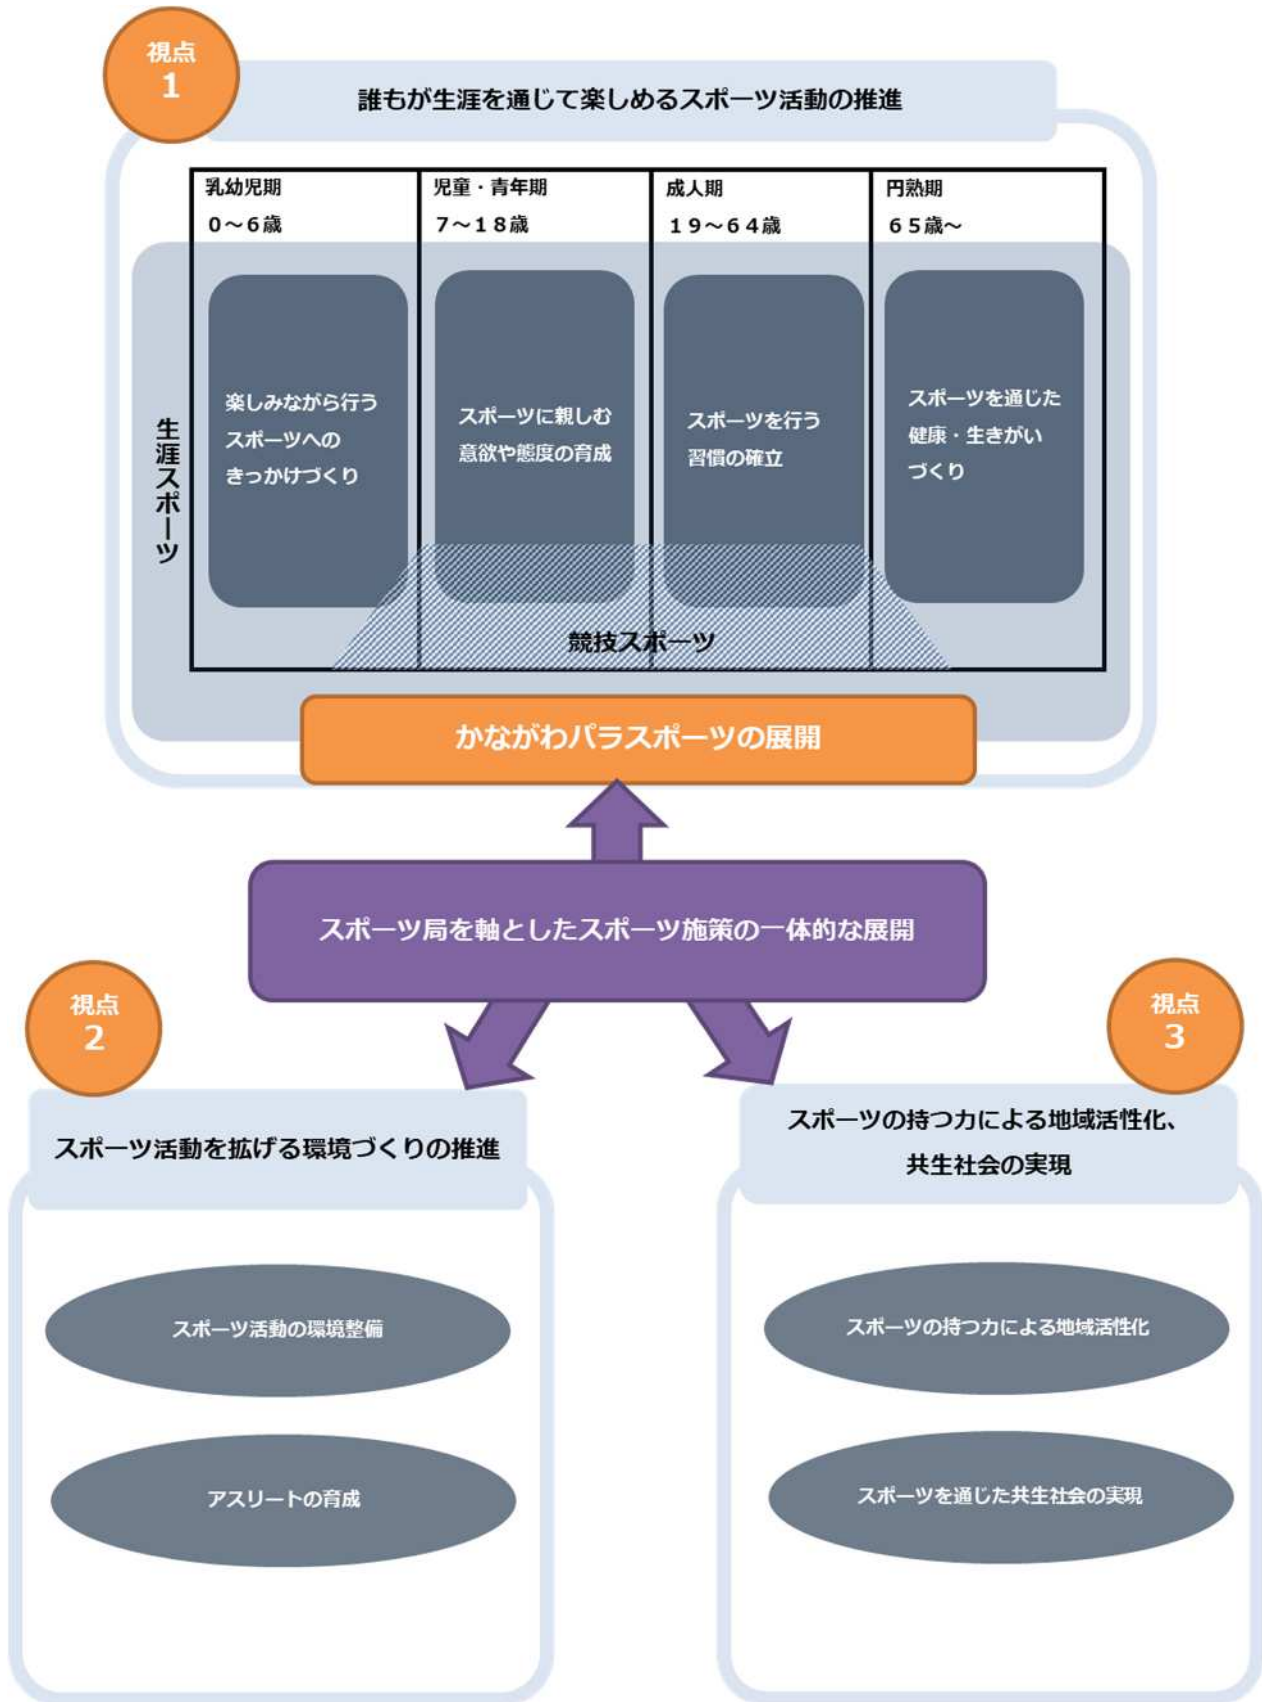 視点
1
誰もが生涯を通じて楽しめるスポーツ活動の推進
乳幼児期
０～６歳
児童・青年期
７～１８歳
成人期
１９～６４歳
円熟期
６５歳～
生涯スポーツ
楽しみながら行う
スポーツへの
きっかけづくり
スポーツに親しむ
意欲や態度の育成
スポーツを行う
習慣の確立
スポーツを通じた
健康・生きがい
づくり
競技スポーツ
かながわパラスポーツの展開
スポーツ局を軸としたスポーツ施策の一体的な展開
視点
2
スポーツ活動を拡げる環境づくりの推進
スポーツ活動の環境整備
アスリートの育成
視点
3
スポーツの持つ力による地域活性化、
共生社会の実現
スポーツの持つ力による地域活性化
スポーツを通じた共生社会の実現